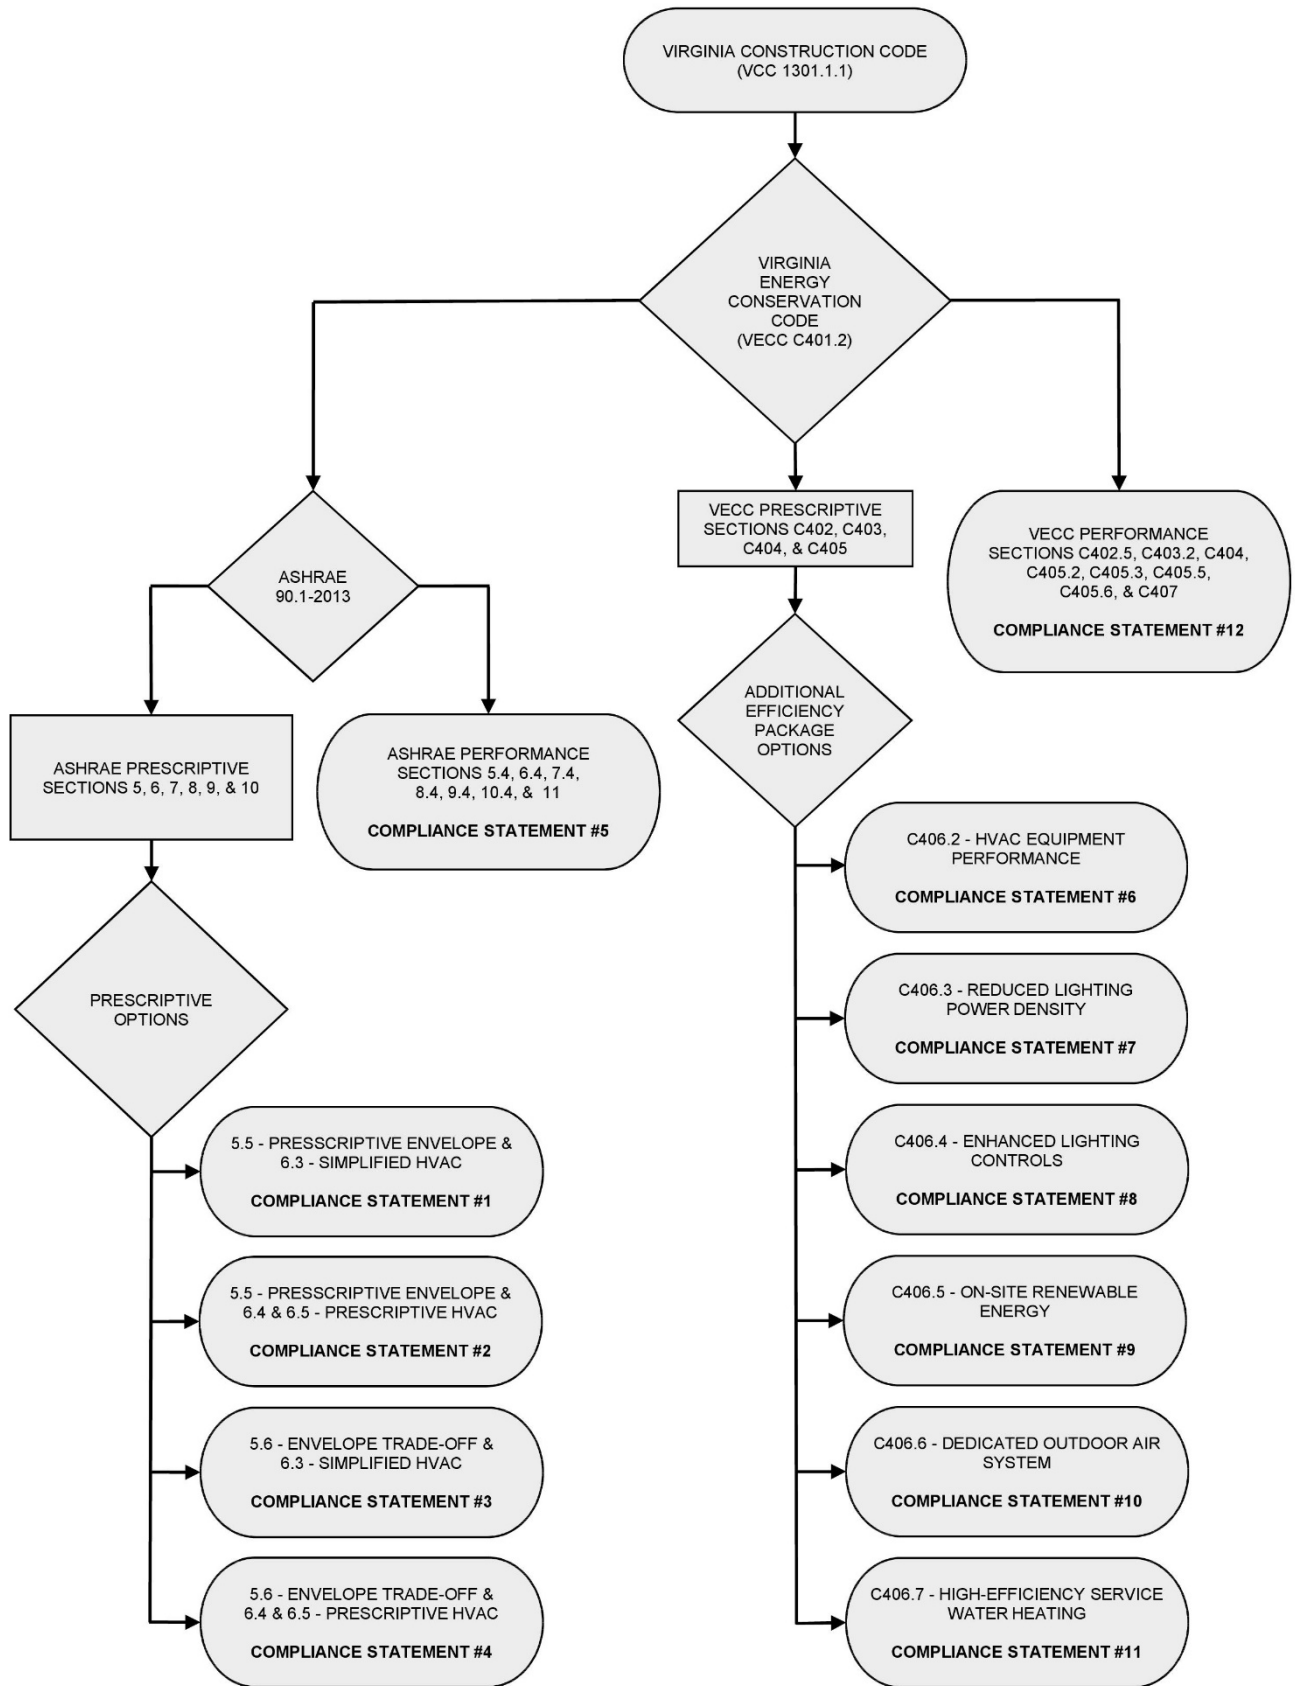 VIRGINIA CONSTRUCTION CODE
(VCC 1301.1.1)
VIRGINIA
ENERGY
CONSERVATION
CODE
(VECC C401.2)
ASHRAE
90.1-2013
VECC PRESCRIPTIVE
SECTIONS C402, C403,
C404, & C405
VECC PERFORMANCE
SECTIONS C402.5, C403.2, C404,
C405.2, C405.3, C405.5,
C405.6, & C407
COMPLIANCE STATEMENT #12
ASHRAE PRESCRIPTIVE
SECTIONS 5, 6, 7, 8, 9, & 10
ASHRAE PERFORMANCE
SECTIONS 5.4, 6.4, 7.4,
8.4, 9.4, 10.4, & 11
COMPLIANCE STATEMENT #5
ADDITIONAL
EFFICIENCY
PACKAGE
OPTIONS
PRESCRIPTIVE
OPTIONS
5.5 - PRESSCRIPTIVE ENVELOPE &
6.3 - SIMPLIFIED HVAC
COMPLIANCE STATEMENT #1
5.5 - PRESSCRIPTIVE ENVELOPE &
6.4 & 6.5 - PRESCRIPTIVE HVAC
COMPLIANCE STATEMENT #2
5.6 - ENVELOPE TRADE-OFF &
6.3 - SIMPLIFIED HVAC
COMPLIANCE STATEMENT #3
5.6 - ENVELOPE TRADE-OFF &
6.4 & 6.5 - PRESCRIPTIVE HVAC
COMPLIANCE STATEMENT #4
C406.2 - HVAC EQUIPMENT
PERFORMANCE
COMPLIANCE STATEMENT #6
C406.3 - REDUCED LIGHTING
POWER DENSITY
COMPLIANCE STATEMENT #7
C406.4 - ENHANCED LIGHTING
CONTROLS
COMPLIANCE STATEMENT #8
C406.5 - ON-SITE RENEWABLE
ENERGY
COMPLIANCE STATEMENT #9
C406.6 - DEDICATED OUTDOOR AIR
SYSTEM
COMPLIANCE STATEMENT #10
C406.7 - HIGH-EFFICIENCY SERVICE
WATER HEATING
COMPLIANCE STATEMENT #11